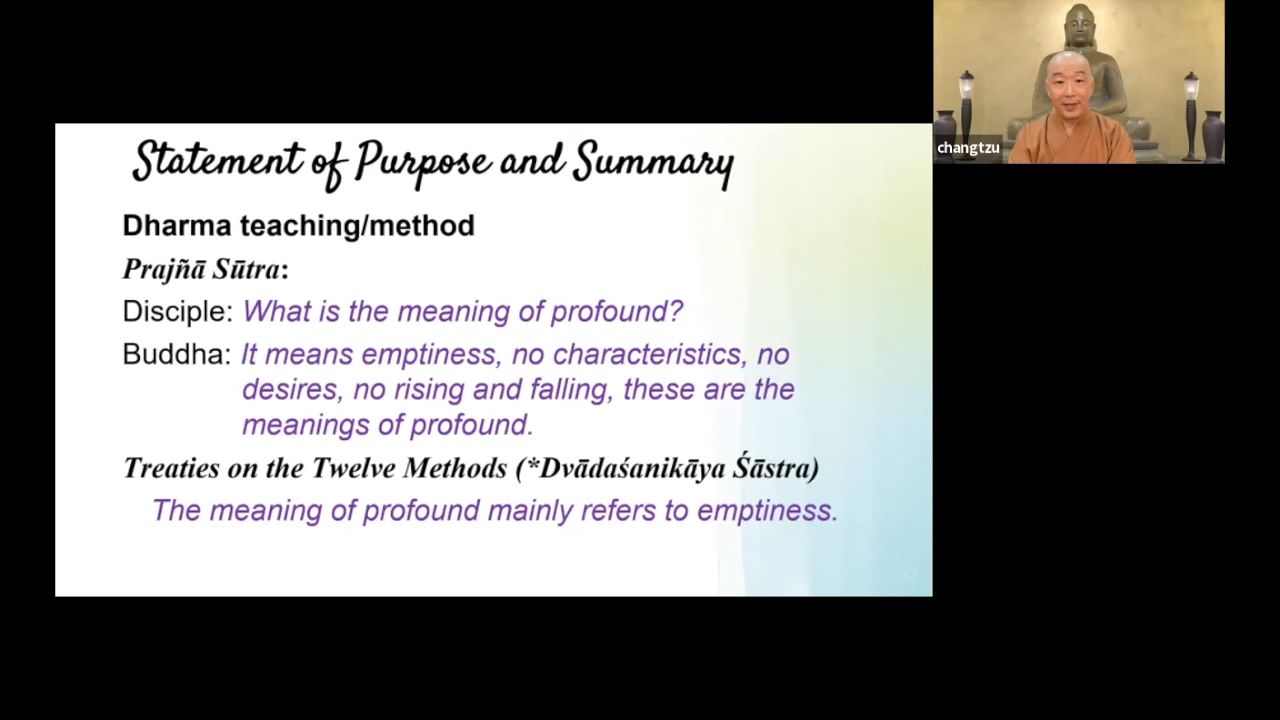 Statement of Purpose and Summary
Dharma teaching/method
Prajñā Sūtra:
Disciple: What is the meaning of profound?
Buddha: It means emptiness, no characteristics, no
desires, no rising and falling, these are the
meanings of profound.
Treaties on the Twelve Methods (*Dvādaśanikāya Śāstra)
The meaning of profound mainly refers to emptiness.
changtzu